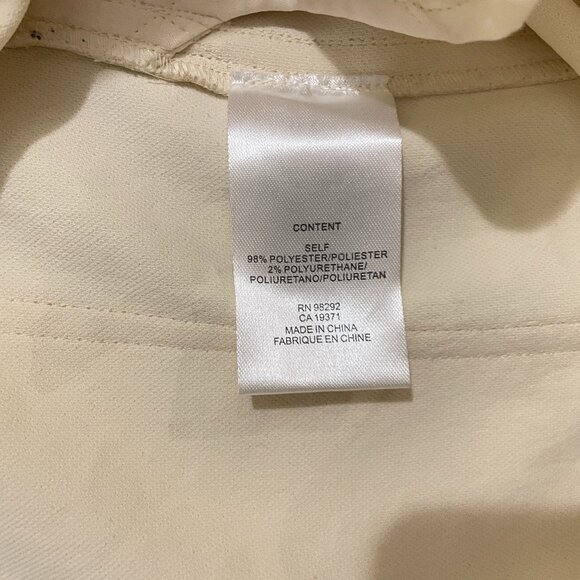 CONTENT
SELF
98% POLYESTER/POLIESTER
2% POLYURETHANE/
POLIURETANO/POLIURETAN
RN 98292
CA 19371
MADE IN CHINA
FABRIQUE EN CHINE